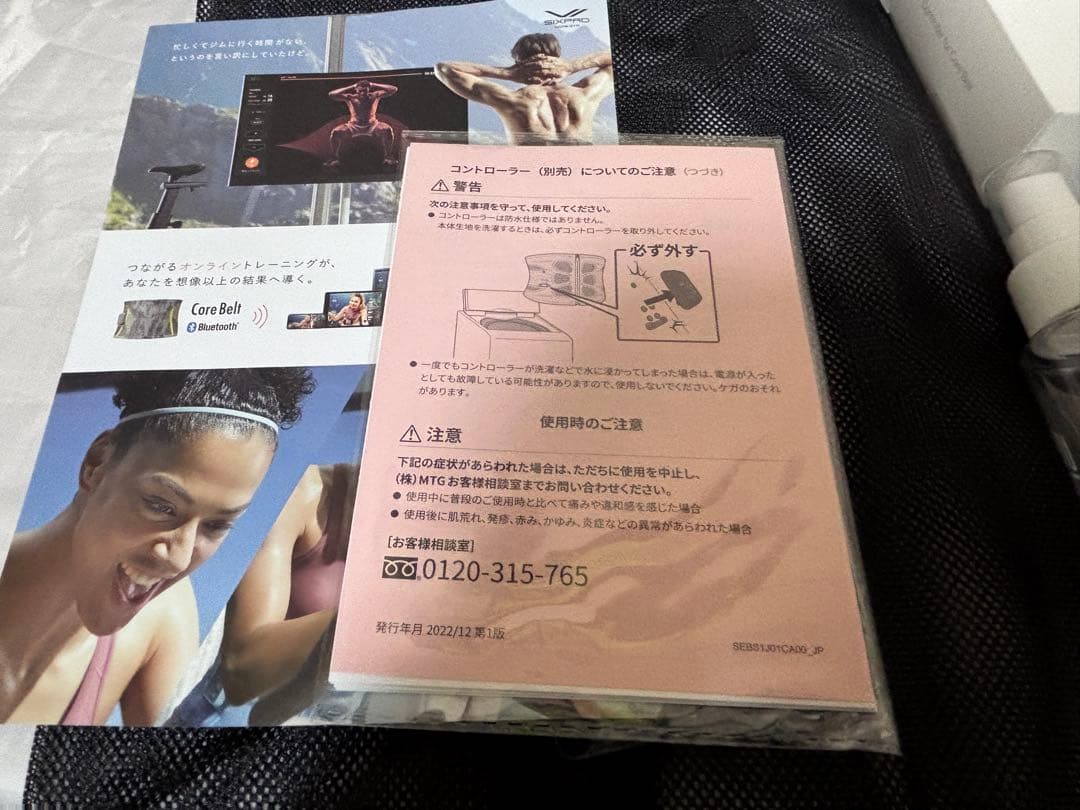 SIXPAD
忙しくてジムに行く時間がない、
というのを言い訳にしていたけど。
つながるオンライントレーニングが、
あなたを想像以上の結果へ導く。
Core Belt
Bluetooth
コントローラー（別売）についてのご注意（つづき）
警告
次の注意事項を守って、使用してください。
● コントローラーは防水仕様ではありません。
本体生地を洗濯するときは、必ずコントローラーを取り外してください。
必ず外す
● 一度でもコントローラーが洗濯などで水に浸かってしまった場合は、電源が入った
としても故障している可能性がありますので、使用しないでください。ケガのおそれ
があります。
使用時のご注意
注意
下記の症状があらわれた場合は、ただちに使用を中止し、
（株）MTGお客様相談室までお問い合わせください。
● 使用中に普段のご使用時と比べて痛みや違和感を感じた場合
● 使用後に肌荒れ、発疹、赤み、かゆみ、炎症などの異常があらわれた場合
［お客様相談室］
0120-315-765
発行年月 2022/12 第1版
SEBS1J01CA00_JP